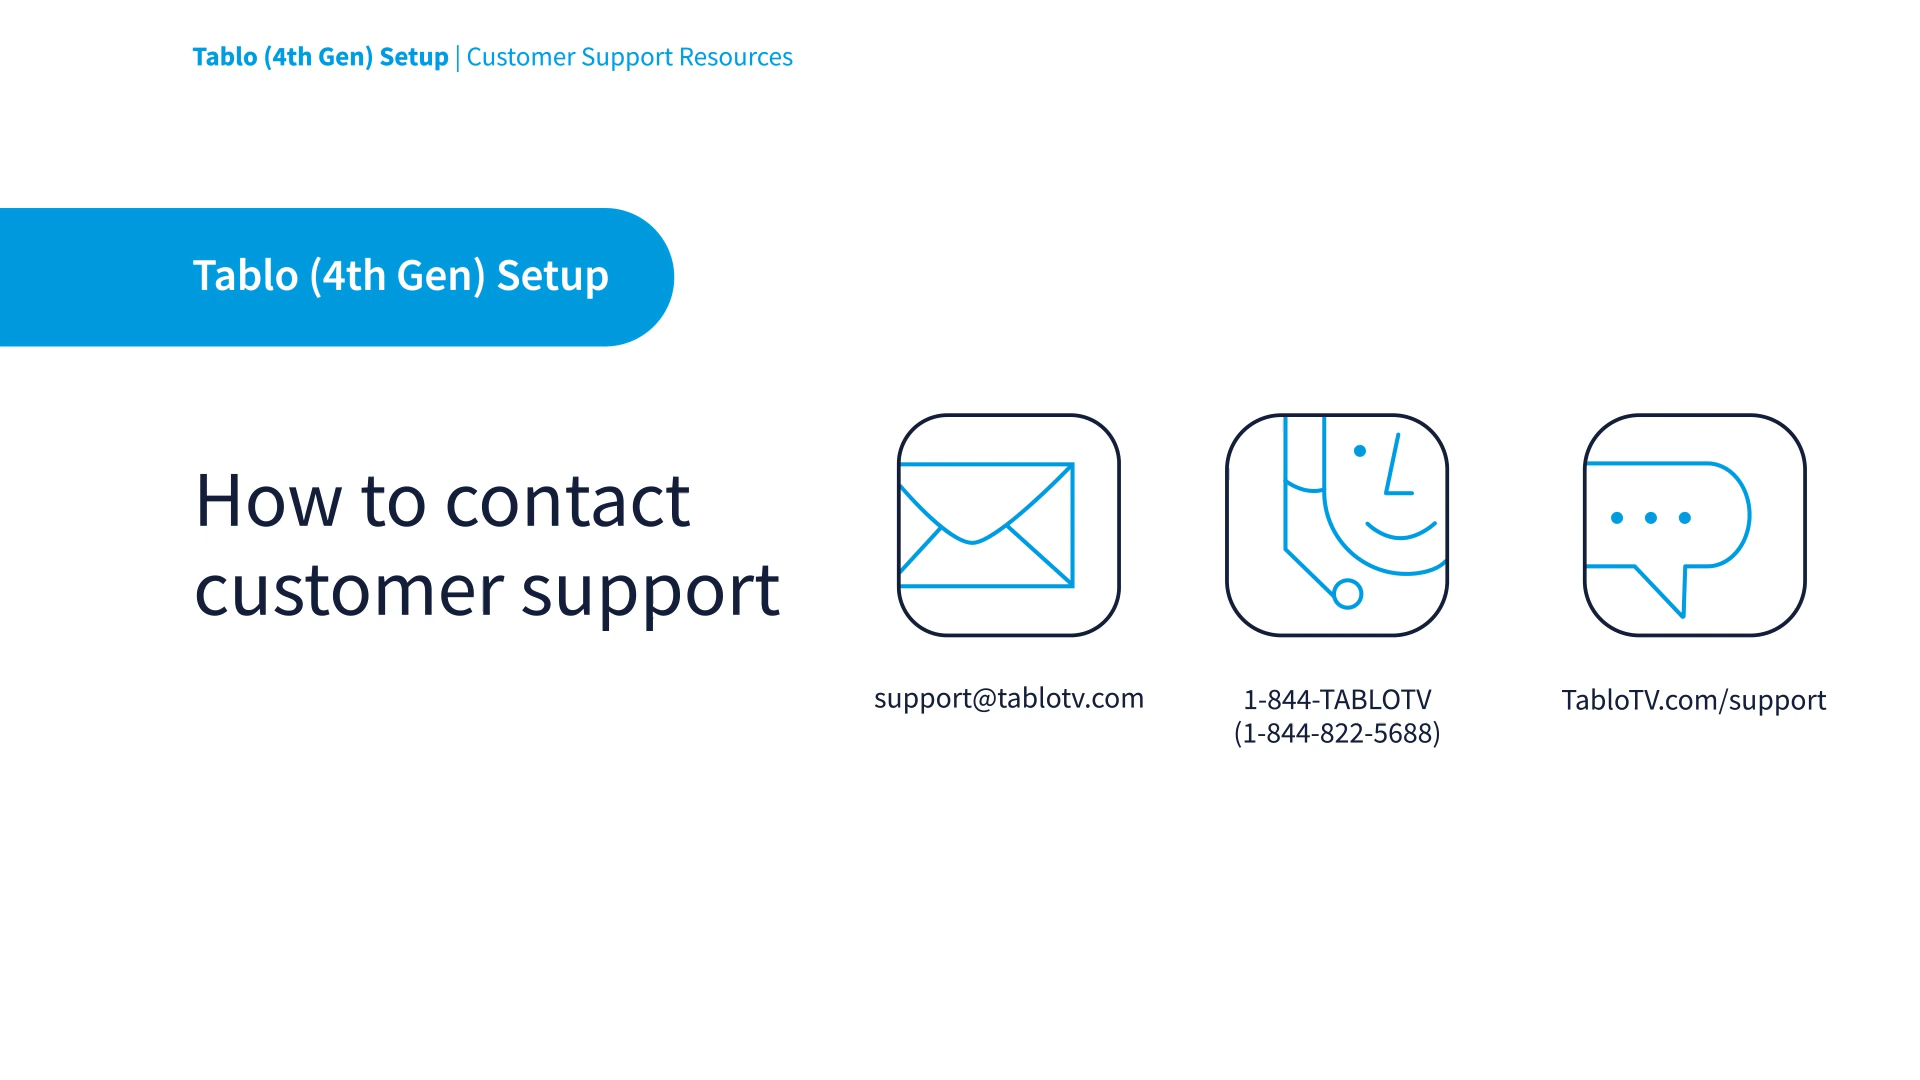 Tablo (4th Gen) Setup | Customer Support Resources
Tablo (4th Gen) Setup
How to contact
customer support
support@tablotv.com
1-844-TABLOTV
(1-844-822-5688)
TabloTV.com/support